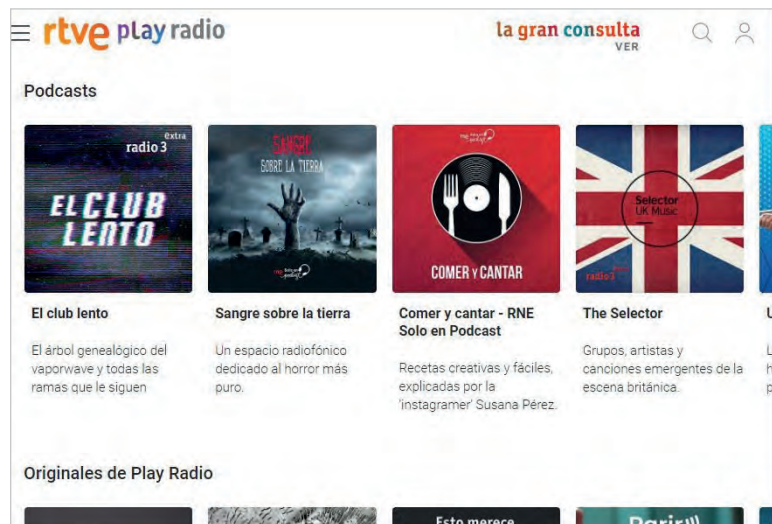 rtve play radio
la gran consulta
VER
Podcasts
extra
radio 3
EL CLUB
LENTO
SANGRE
SOBRE LA TIERRA
COMER Y CANTAR
Selector
UK Music
extra
radio 3
El club lento
El árbol genealógico del
vaporwave y todas las
ramas que le siguen
Sangre sobre la tierra
Un espacio radiofónico
dedicado al horror más
puro.
Comer y cantar - RNE
Solo en Podcast
Recetas creativas y fáciles,
explicadas por la
'instagramer' Susana Pérez.
The Selector
Grupos, artistas y
canciones emergentes de la
escena británica.
Originales de Play Radio
Esto merece